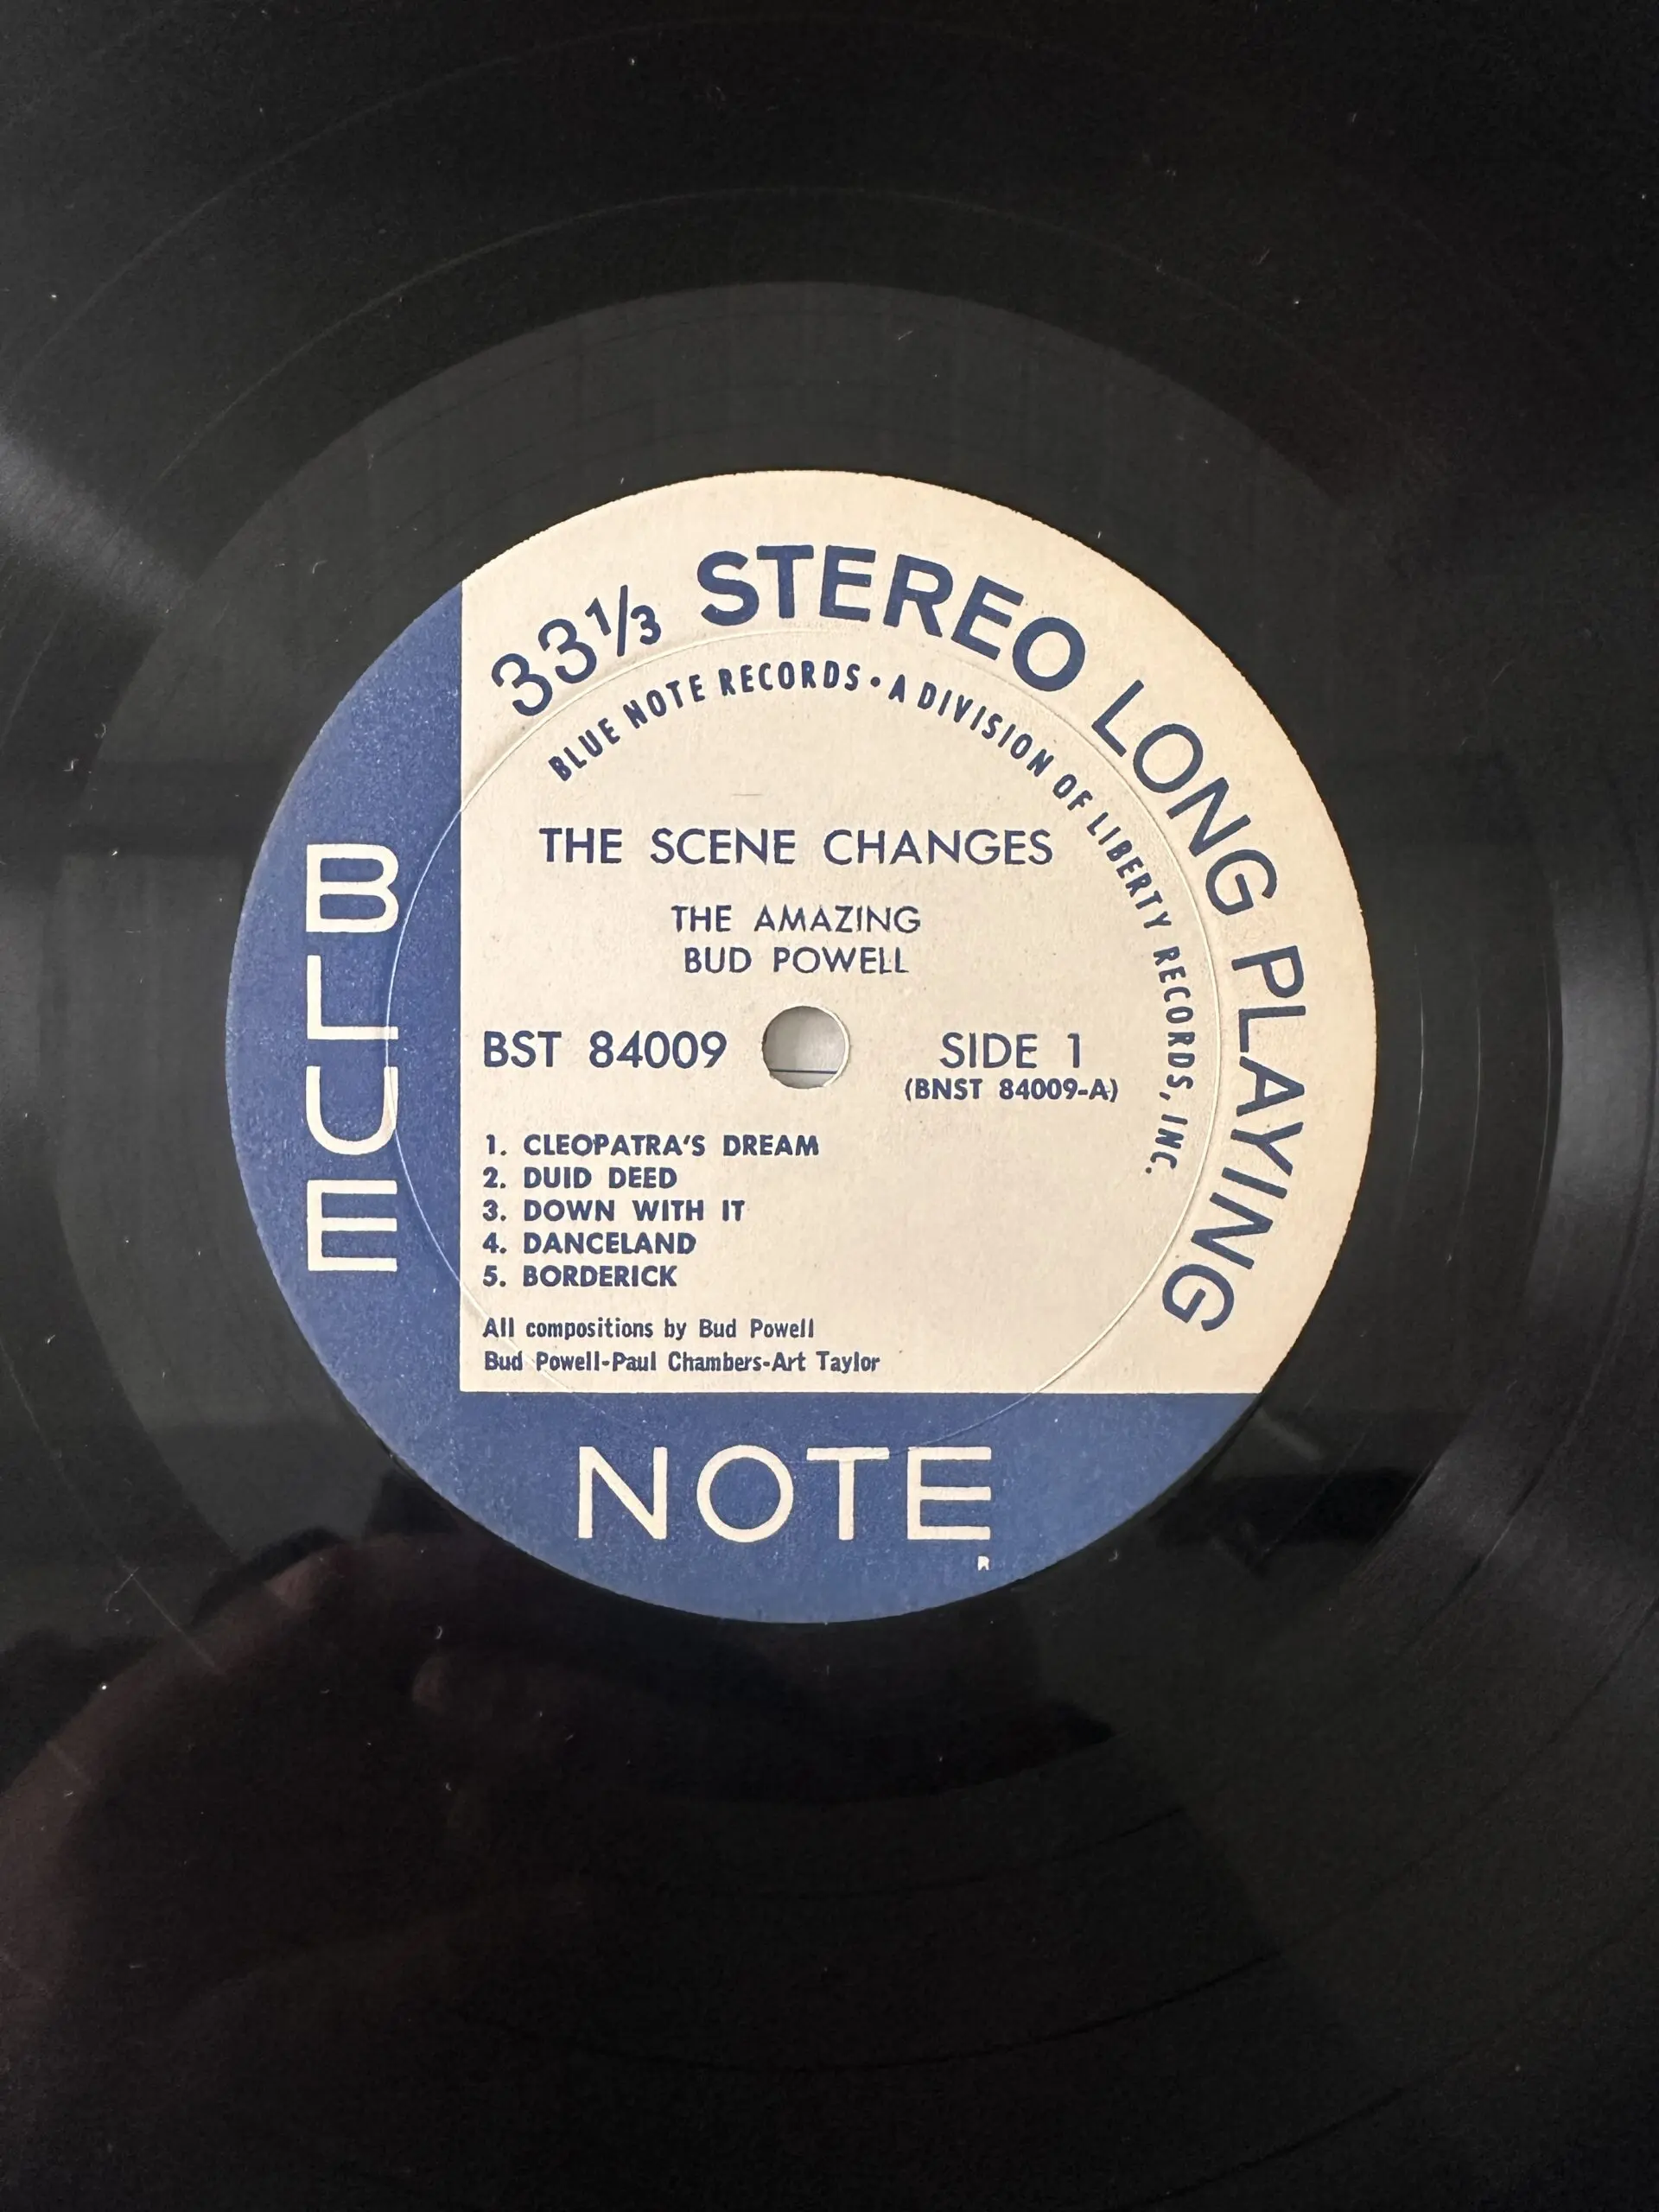 33⅓ STEREO LONG PLAYING
BLUE NOTE RECORDS • A DIVISION OF LIBERTY RECORDS, INC.
THE SCENE CHANGES
THE AMAZING
BUD POWELL
BST 84009
SIDE 1
(BNST 84009-A)
1. CLEOPATRA'S DREAM
2. DUID DEED
3. DOWN WITH IT
4. DANCELAND
5. BORDERICK
All compositions by Bud Powell
Bud Powell-Paul Chambers-Art Taylor
BLUE
NOTE
R